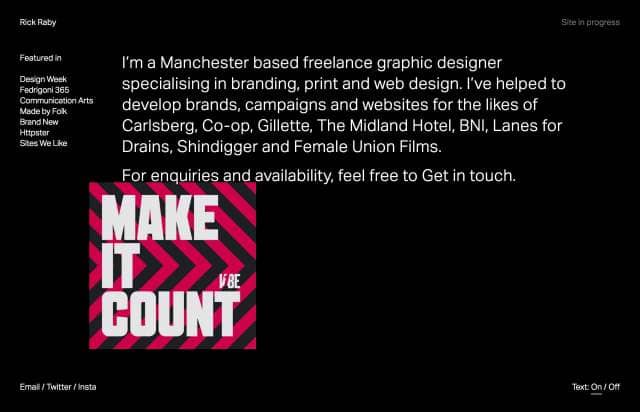 Rick Raby
Site in progress
Featured in
Design Week
Fedrigoni 365
Communication Arts
Made by Folk
Brand New
Httpster
Sites We Like
I’m a Manchester based freelance graphic designer
specialising in branding, print and web design. I’ve helped to
develop brands, campaigns and websites for the likes of
Carlsberg, Co-op, Gillette, The Midland Hotel, BNI, Lanes for
Drains, Shindigger and Female Union Films.
For enquiries and availability, feel free to Get in touch.
MAKE
IT
COUNT
Email / Twitter / Insta
Text: On / Off